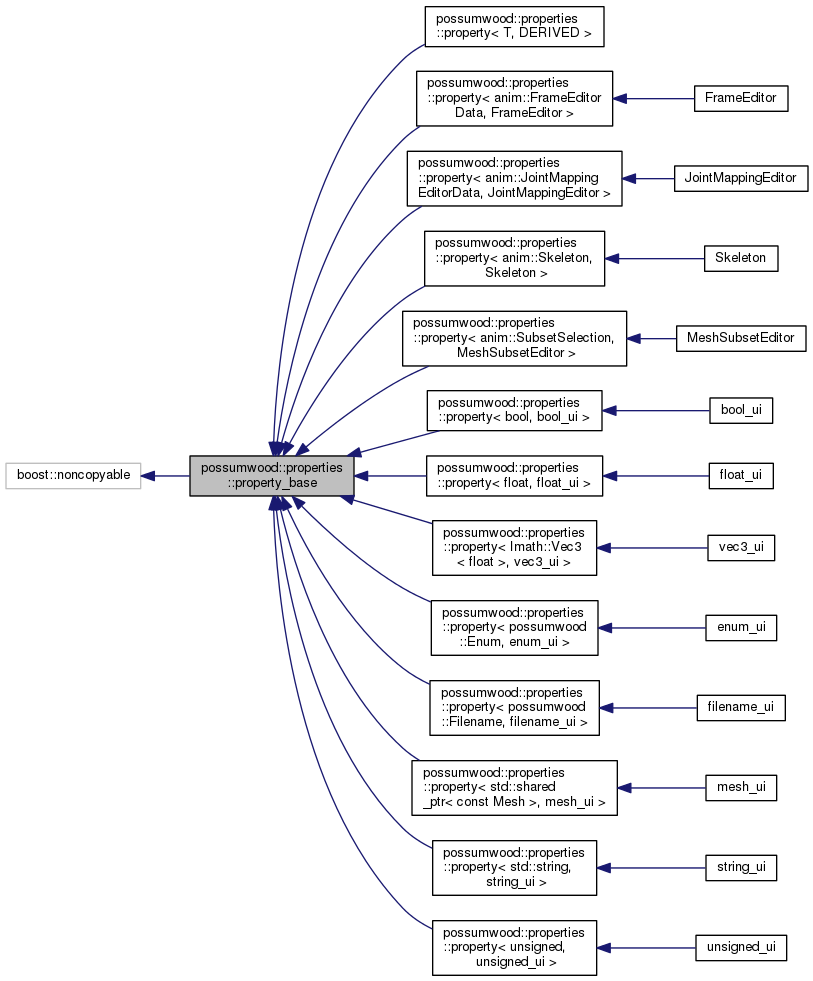 possumwood::properties
::property< T, DERIVED >
possumwood::properties
::property< anim::FrameEditor
Data, FrameEditor >
FrameEditor
possumwood::properties
::property< anim::JointMapping
EditorData, JointMappingEditor >
JointMappingEditor
possumwood::properties
::property< anim::Skeleton,
Skeleton >
Skeleton
possumwood::properties
::property< anim::SubsetSelection,
MeshSubsetEditor >
MeshSubsetEditor
possumwood::properties
::property< bool, bool_ui >
bool_ui
boost::noncopyable
possumwood::properties
::property_base
possumwood::properties
::property< float, float_ui >
float_ui
possumwood::properties
::property< Imath::Vec3
< float >, vec3_ui >
vec3_ui
possumwood::properties
::property< possumwood
::Enum, enum_ui >
enum_ui
possumwood::properties
::property< possumwood
::Filename, filename_ui >
filename_ui
possumwood::properties
::property< std::shared
_ptr< const Mesh >, mesh_ui >
mesh_ui
possumwood::properties
::property< std::string,
string_ui >
string_ui
possumwood::properties
::property< unsigned,
unsigned_ui >
unsigned_ui